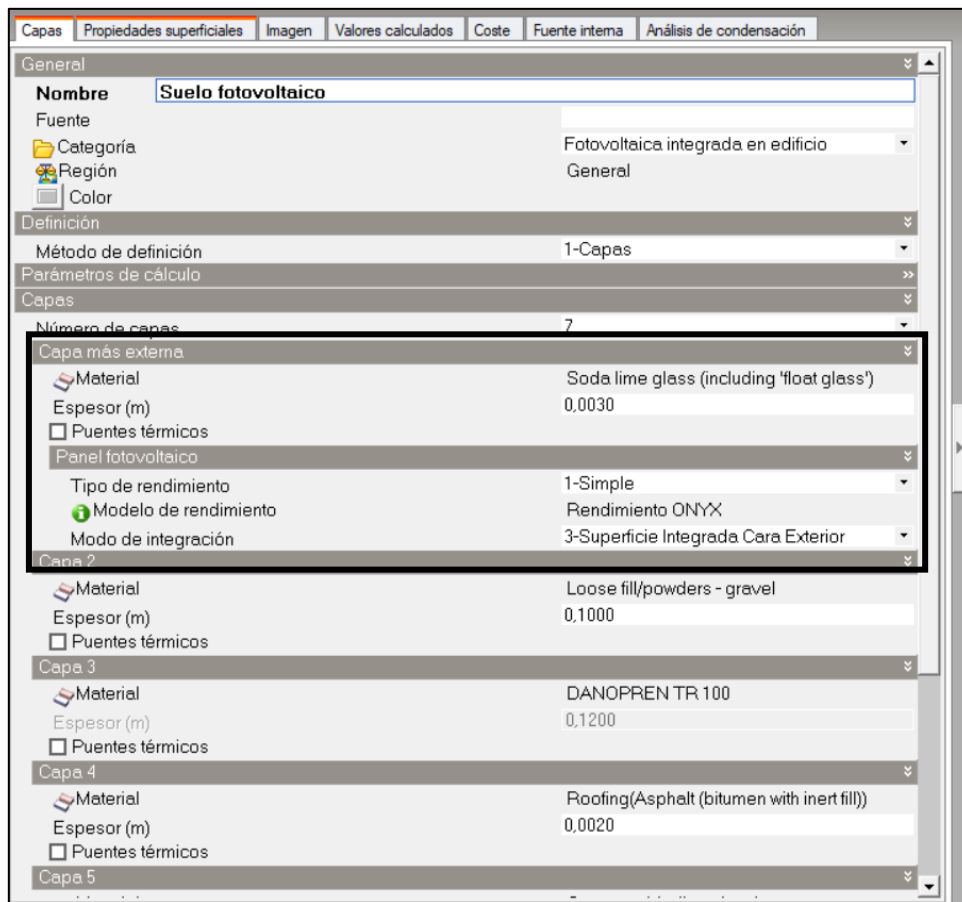 Capas Propiedades superficiales Imagen Valores calculados Coste Fuente interna Análisis de condensación
General
Nombre Suelo fotovoltaico
Fuente
Categoría Fotovoltaica integrada en edificio
Región General
Color
Definición
Método de definición 1-Capas
Parámetros de cálculo
Capas
Número de capas 7
Capa más externa
Material Soda lime glass (including 'float glass')
Espesor (m) 0,0030
Puentes térmicos
Panel fotovoltaico
Tipo de rendimiento 1-Simple
Modelo de rendimiento Rendimiento ONYX
Modo de integración 3-Superficie Integrada Cara Exterior
Capa 2
Material Loose fill/powders - gravel
Espesor (m) 0,1000
Puentes térmicos
Capa 3
Material DANOPREN TR 100
Espesor (m) 0,1200
Puentes térmicos
Capa 4
Material Roofing(Asphalt (bitumen with inert fill))
Espesor (m) 0,0020
Puentes térmicos
Capa 5